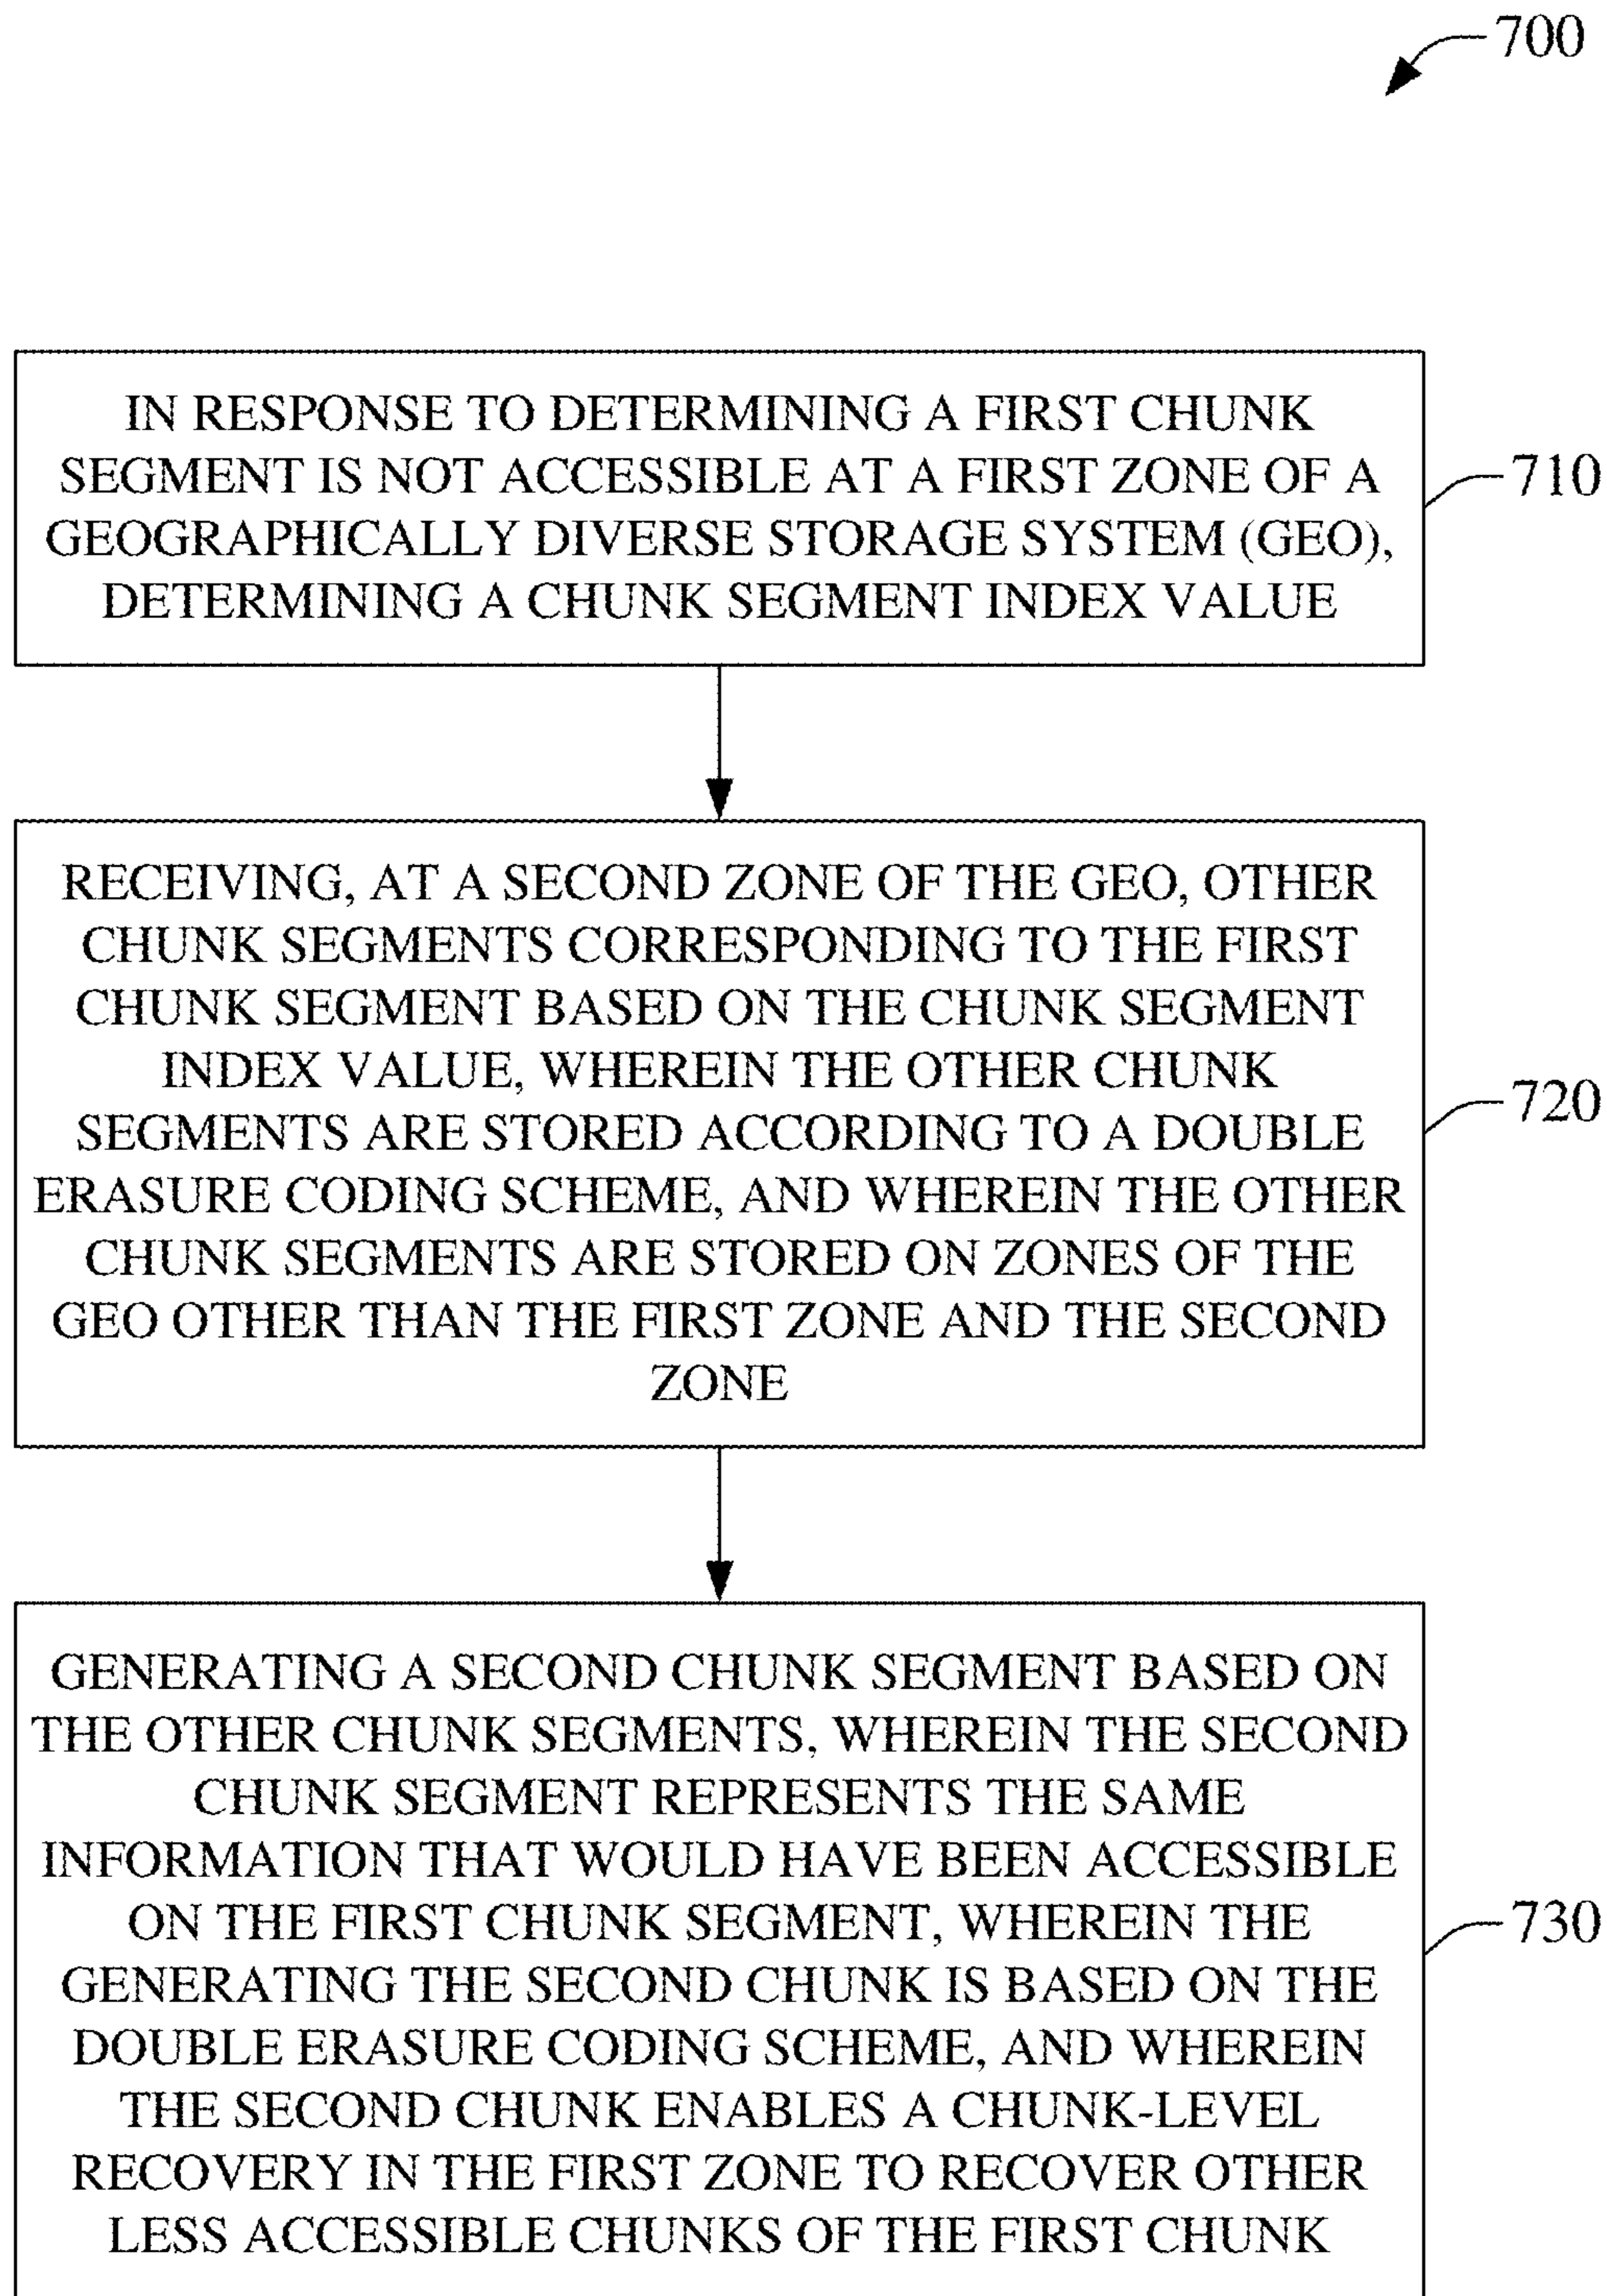 700
IN RESPONSE TO DETERMINING A FIRST CHUNK
SEGMENT IS NOT ACCESSIBLE AT A FIRST ZONE OF A
GEOGRAPHICALLY DIVERSE STORAGE SYSTEM (GEO),
DETERMINING A CHUNK SEGMENT INDEX VALUE
710
RECEIVING, AT A SECOND ZONE OF THE GEO, OTHER
CHUNK SEGMENTS CORRESPONDING TO THE FIRST
CHUNK SEGMENT BASED ON THE CHUNK SEGMENT
INDEX VALUE, WHEREIN THE OTHER CHUNK
SEGMENTS ARE STORED ACCORDING TO A DOUBLE
ERASURE CODING SCHEME, AND WHEREIN THE OTHER
CHUNK SEGMENTS ARE STORED ON ZONES OF THE
GEO OTHER THAN THE FIRST ZONE AND THE SECOND
ZONE
720
GENERATING A SECOND CHUNK SEGMENT BASED ON
THE OTHER CHUNK SEGMENTS, WHEREIN THE SECOND
CHUNK SEGMENT REPRESENTS THE SAME
INFORMATION THAT WOULD HAVE BEEN ACCESSIBLE
ON THE FIRST CHUNK SEGMENT, WHEREIN THE
GENERATING THE SECOND CHUNK IS BASED ON THE
DOUBLE ERASURE CODING SCHEME, AND WHEREIN
THE SECOND CHUNK ENABLES A CHUNK-LEVEL
RECOVERY IN THE FIRST ZONE TO RECOVER OTHER
LESS ACCESSIBLE CHUNKS OF THE FIRST CHUNK
730